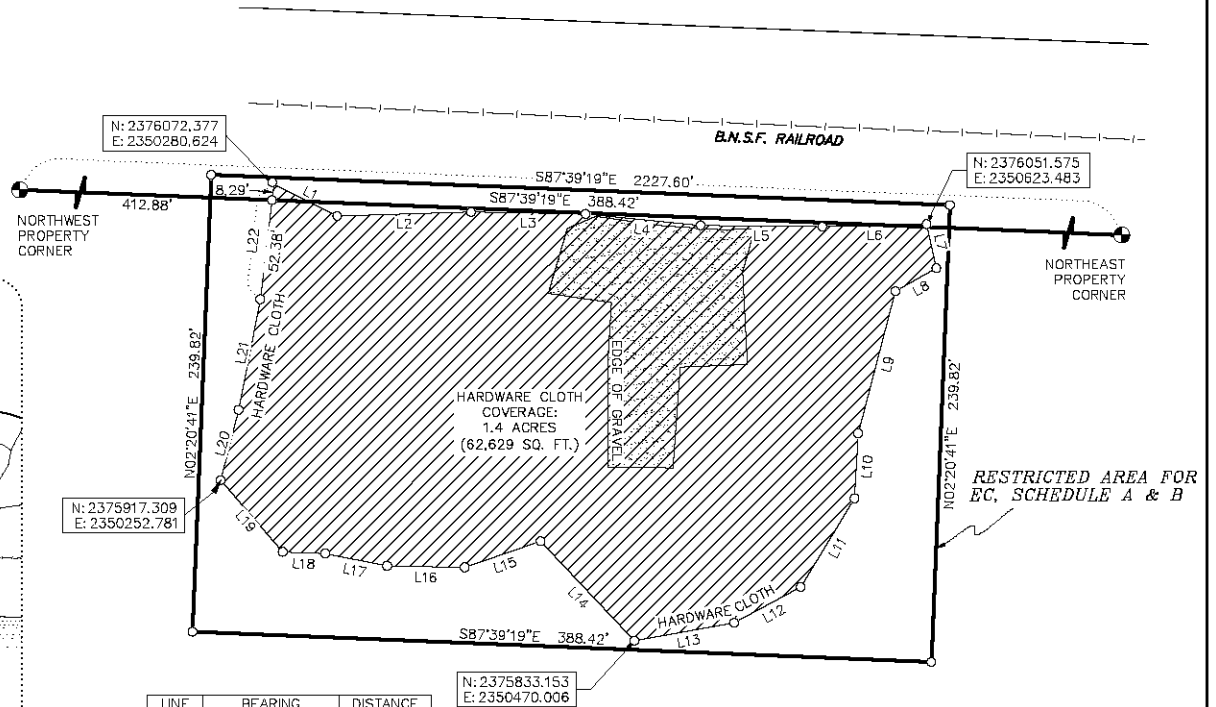 B.N.S.F. RAILROAD
N: 2376072.377
E: 2350280.624
N: 2376051.575
E: 2350623.483
S87°39'19"E 2227.60'
S87°39'19"E 388.42'
8.29'
412.88'
NORTHWEST
PROPERTY
CORNER
NORTHEAST
PROPERTY
CORNER
L1
L2
L3
L4
L5
L6
L7
L8
L9
L10
L11
L12
L13
L14
L15
L16
L17
L18
L19
L20
L21
L22
52.38'
HARDWARE CLOTH
N02°20'41"E 239.82'
EDGE OF GRAVEL
HARDWARE CLOTH
COVERAGE:
1.4 ACRES
(62,629 SQ. FT.)
N02°20'41"E 239.82'
RESTRICTED AREA FOR
EC, SCHEDULE A & B
N: 2375917.309
E: 2350252.781
HARDWARE CLOTH
S87°39'19"E 388.42'
N: 2375833.153
E: 2350470.006
LINE BEARING DISTANCE